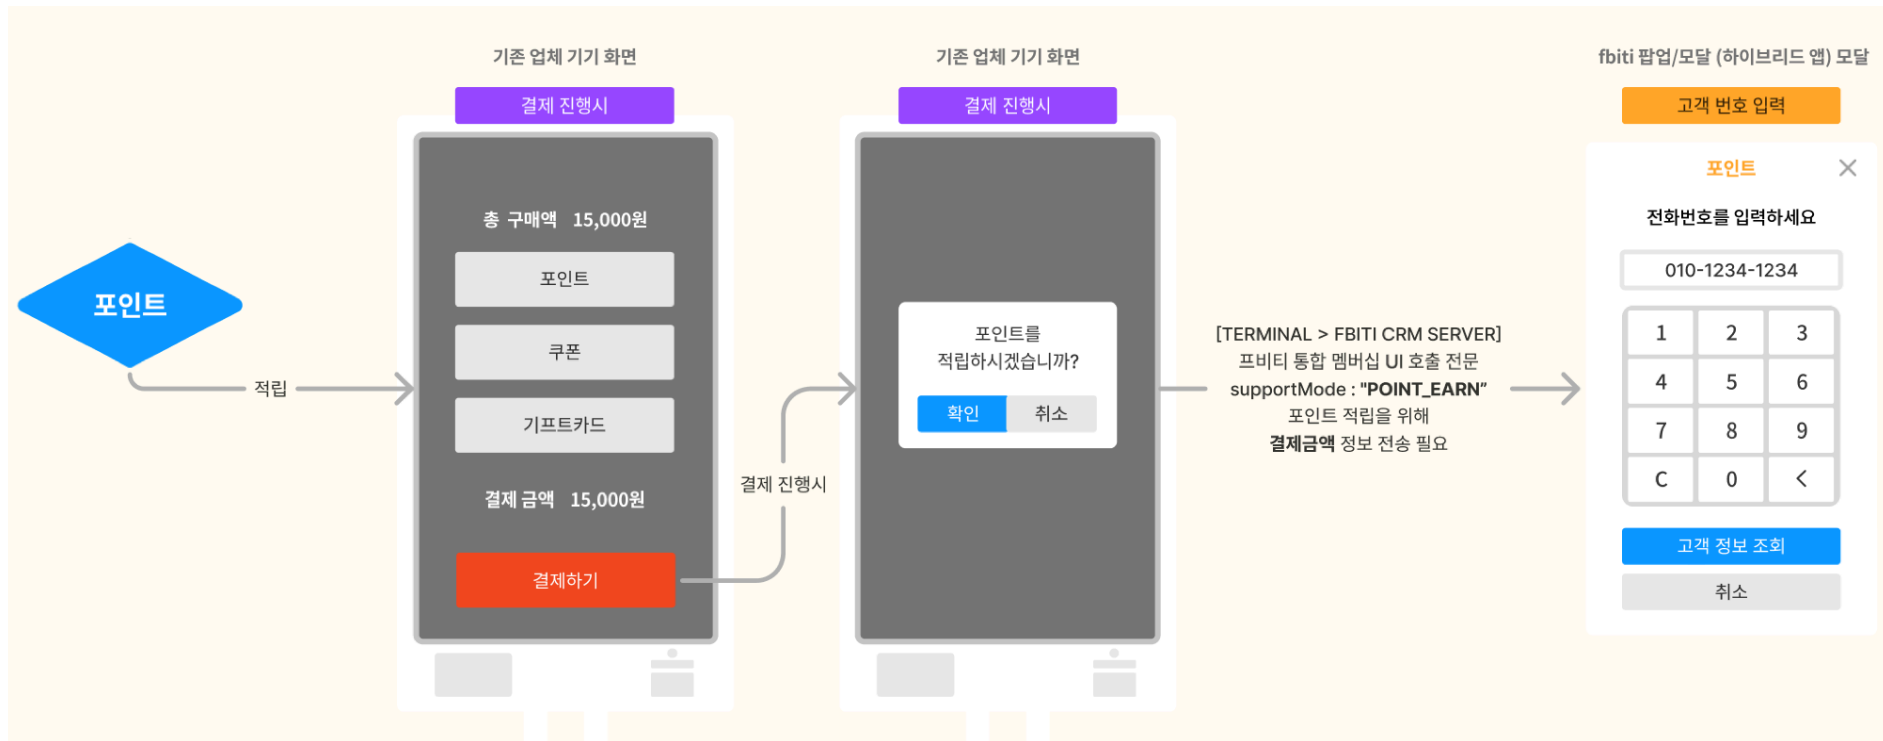 포인트
적립
기존 업체 기기 화면
결제 진행시
총 구매액 15,000원
포인트
쿠폰
기프트카드
결제 금액 15,000원
결제하기
결제 진행시
기존 업체 기기 화면
결제 진행시
포인트를
적립하시겠습니까?
확인
취소
[TERMINAL > FBITI CRM SERVER]
프비티 통합 멤버십 UI 호출 전문
supportMode : "POINT_EARN”
포인트 적립을 위해
결제금액 정보 전송 필요
fbiti 팝업/모달 (하이브리드 앱) 모달
고객 번호 입력
포인트
전화번호를 입력하세요
010-1234-1234
1 2 3
4 5 6
7 8 9
C 0 <
고객 정보 조회
취소